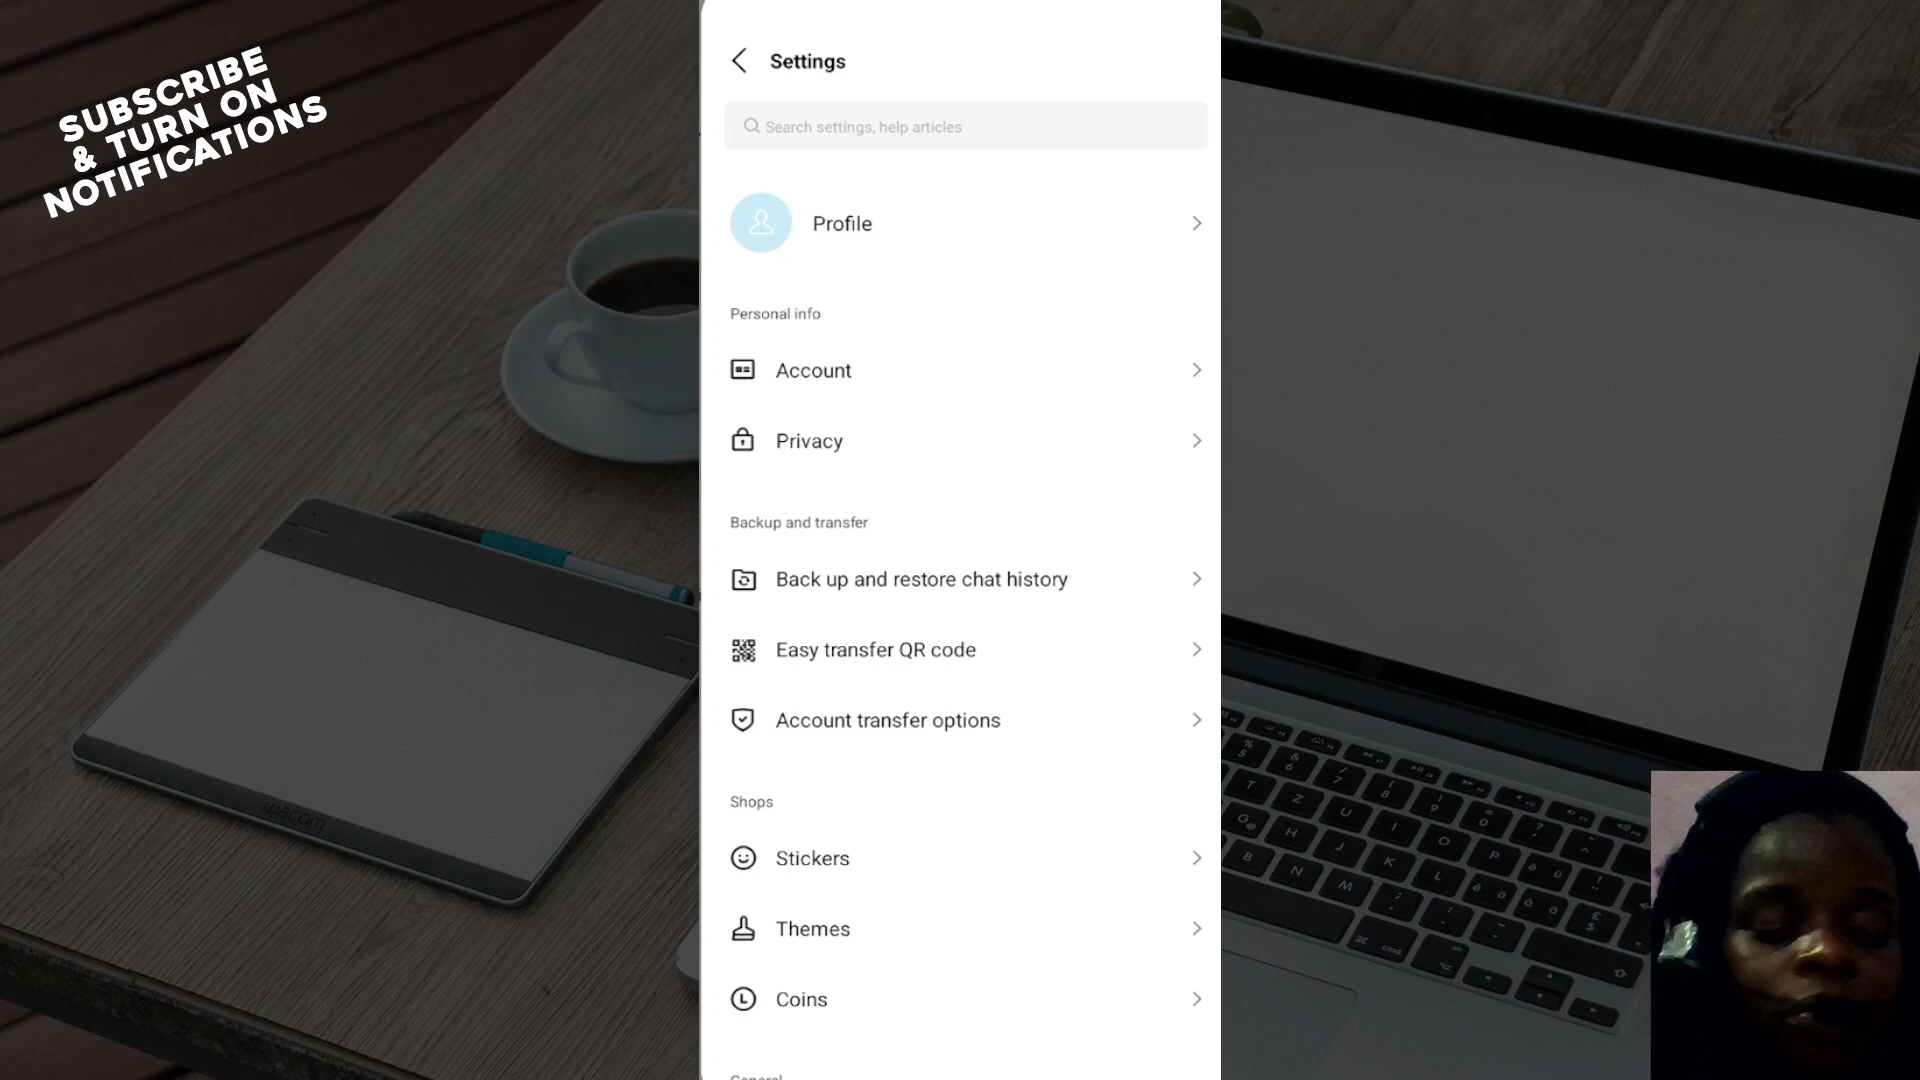 SUBSCRIBE
& TURN ON
NOTIFICATIONS
Settings
Search settings, help articles
Profile
Personal info
Account
Privacy
Backup and transfer
Back up and restore chat history
Easy transfer QR code
Account transfer options
Shops
Stickers
Themes
Coins
wacom